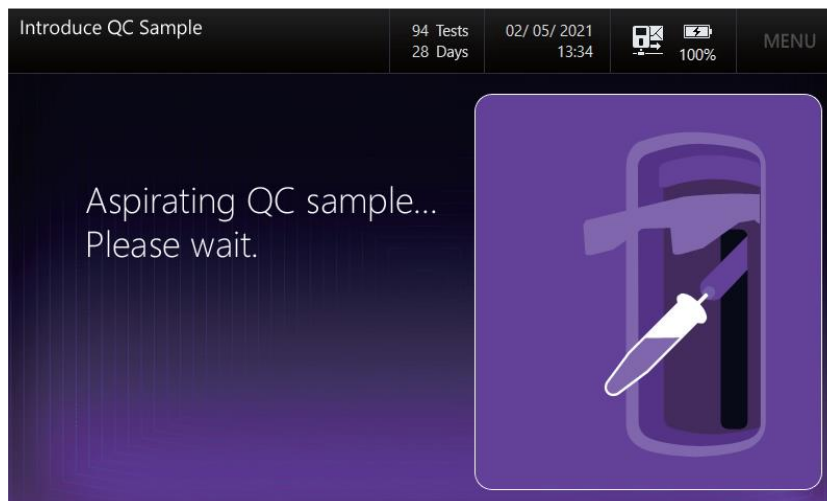 Introduce QC Sample
94 Tests
28 Days
02/ 05/ 2021
13:34
100%
MENU
Aspirating QC sample...
Please wait.